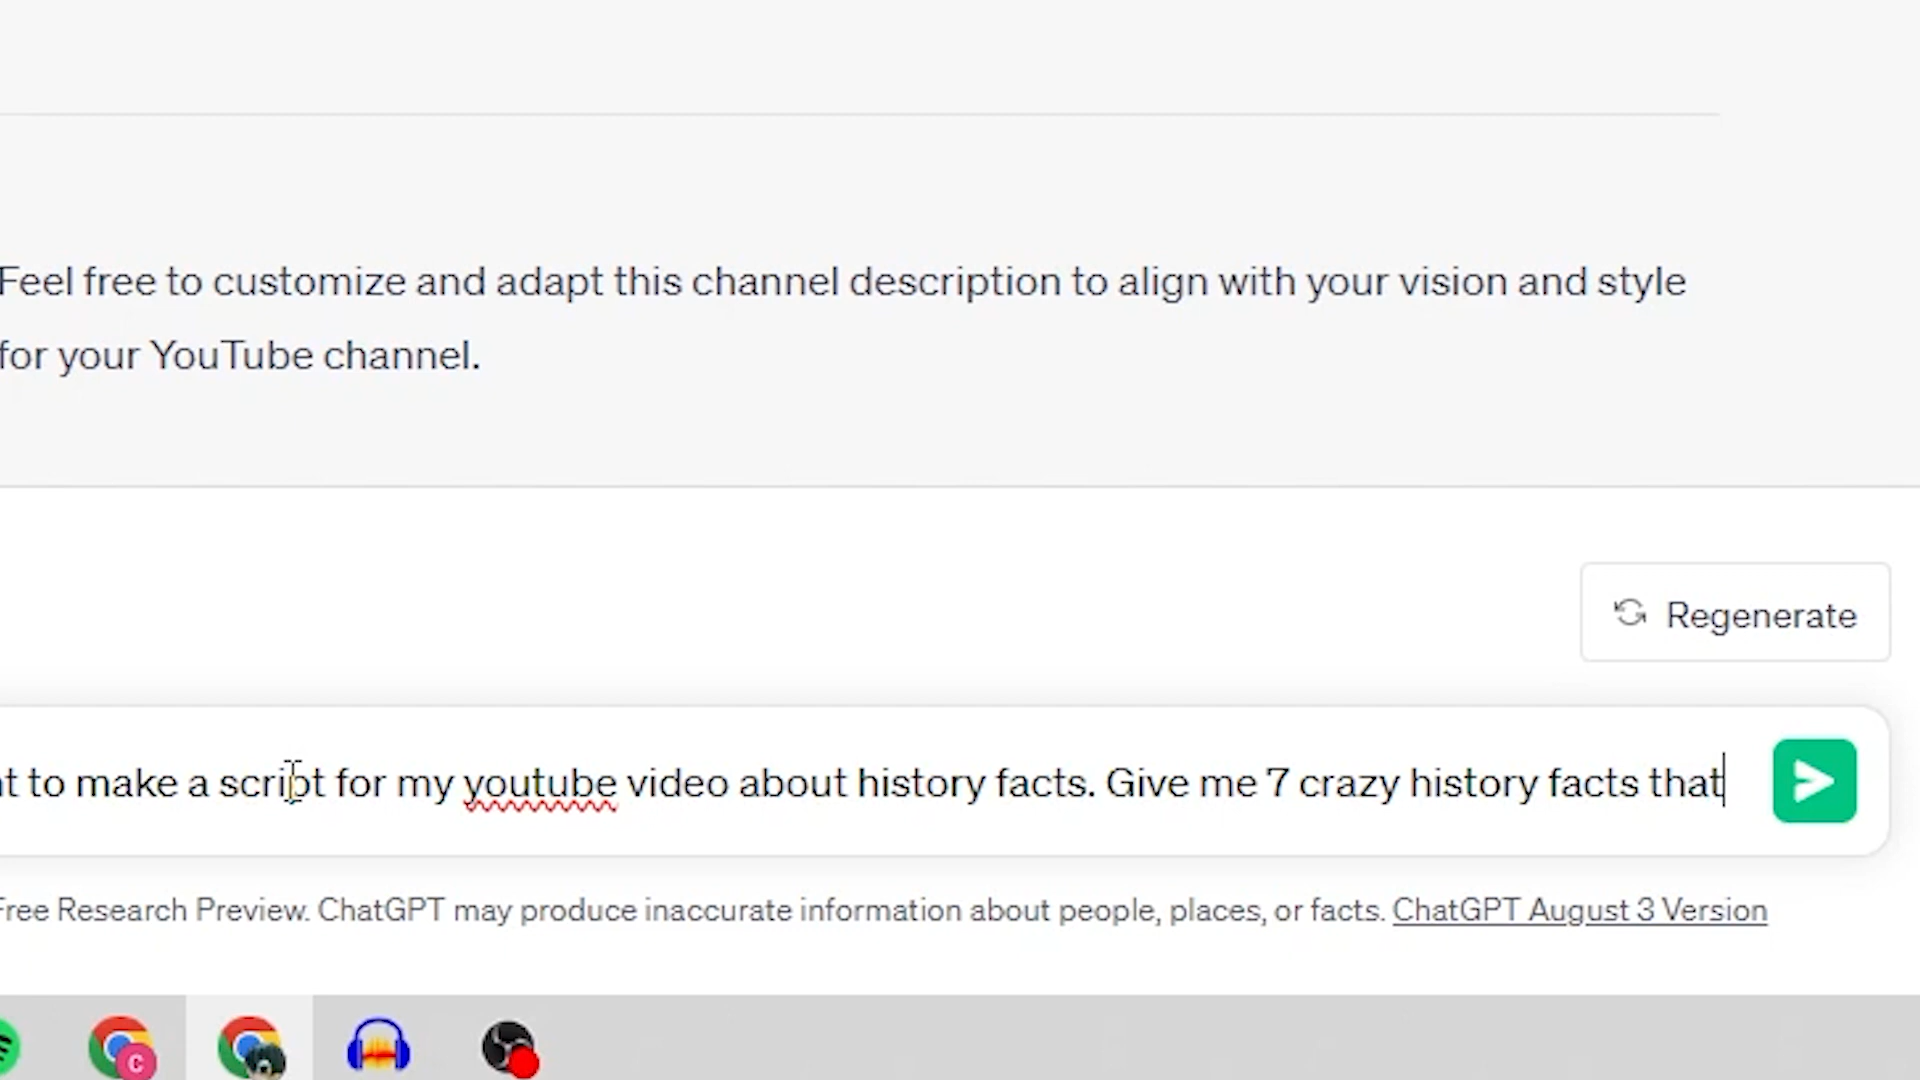 Feel free to customize and adapt this channel description to align with your vision and style
for your YouTube channel.
Regenerate
to make a script for my youtube video about history facts. Give me 7 crazy history facts that
Free Research Preview. ChatGPT may produce inaccurate information about people, places, or facts. ChatGPT August 3 Version